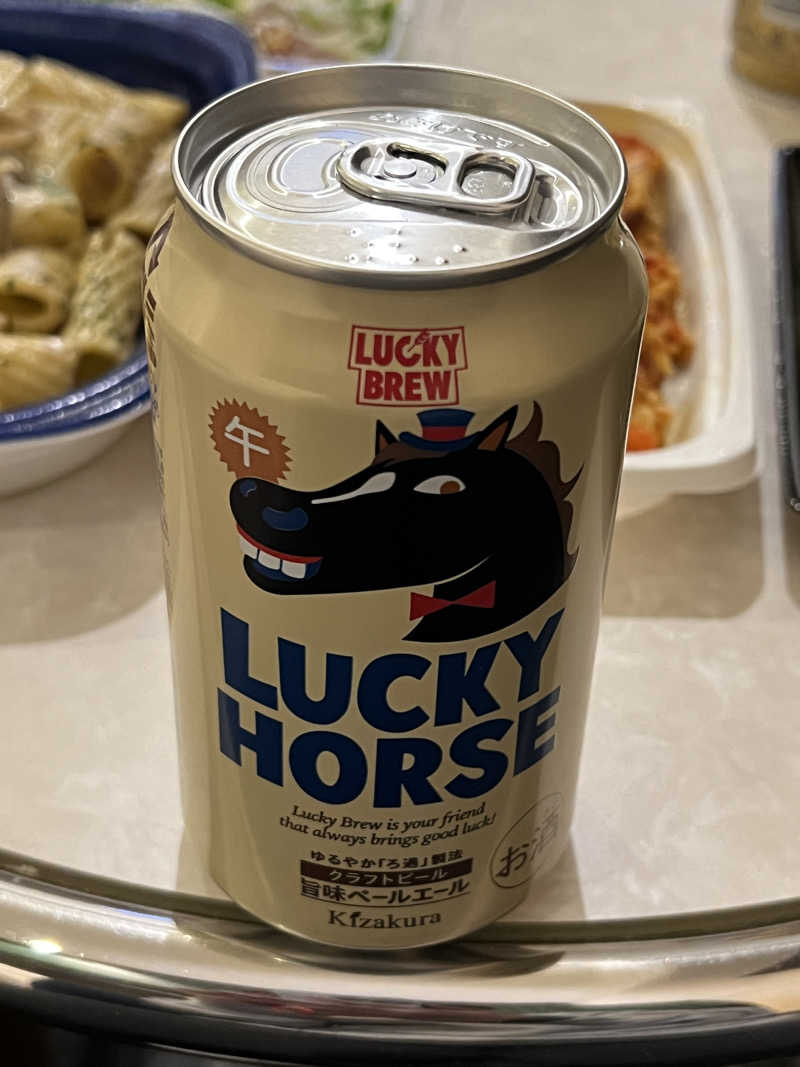 LUCKY
BREW
午
LUCKY
HORSE
Lucky Brew is your friend
that always brings good luck!
ゆるやか「ろ過」製法
クラフトビール
旨味ペールエール
Kizakura
お酒